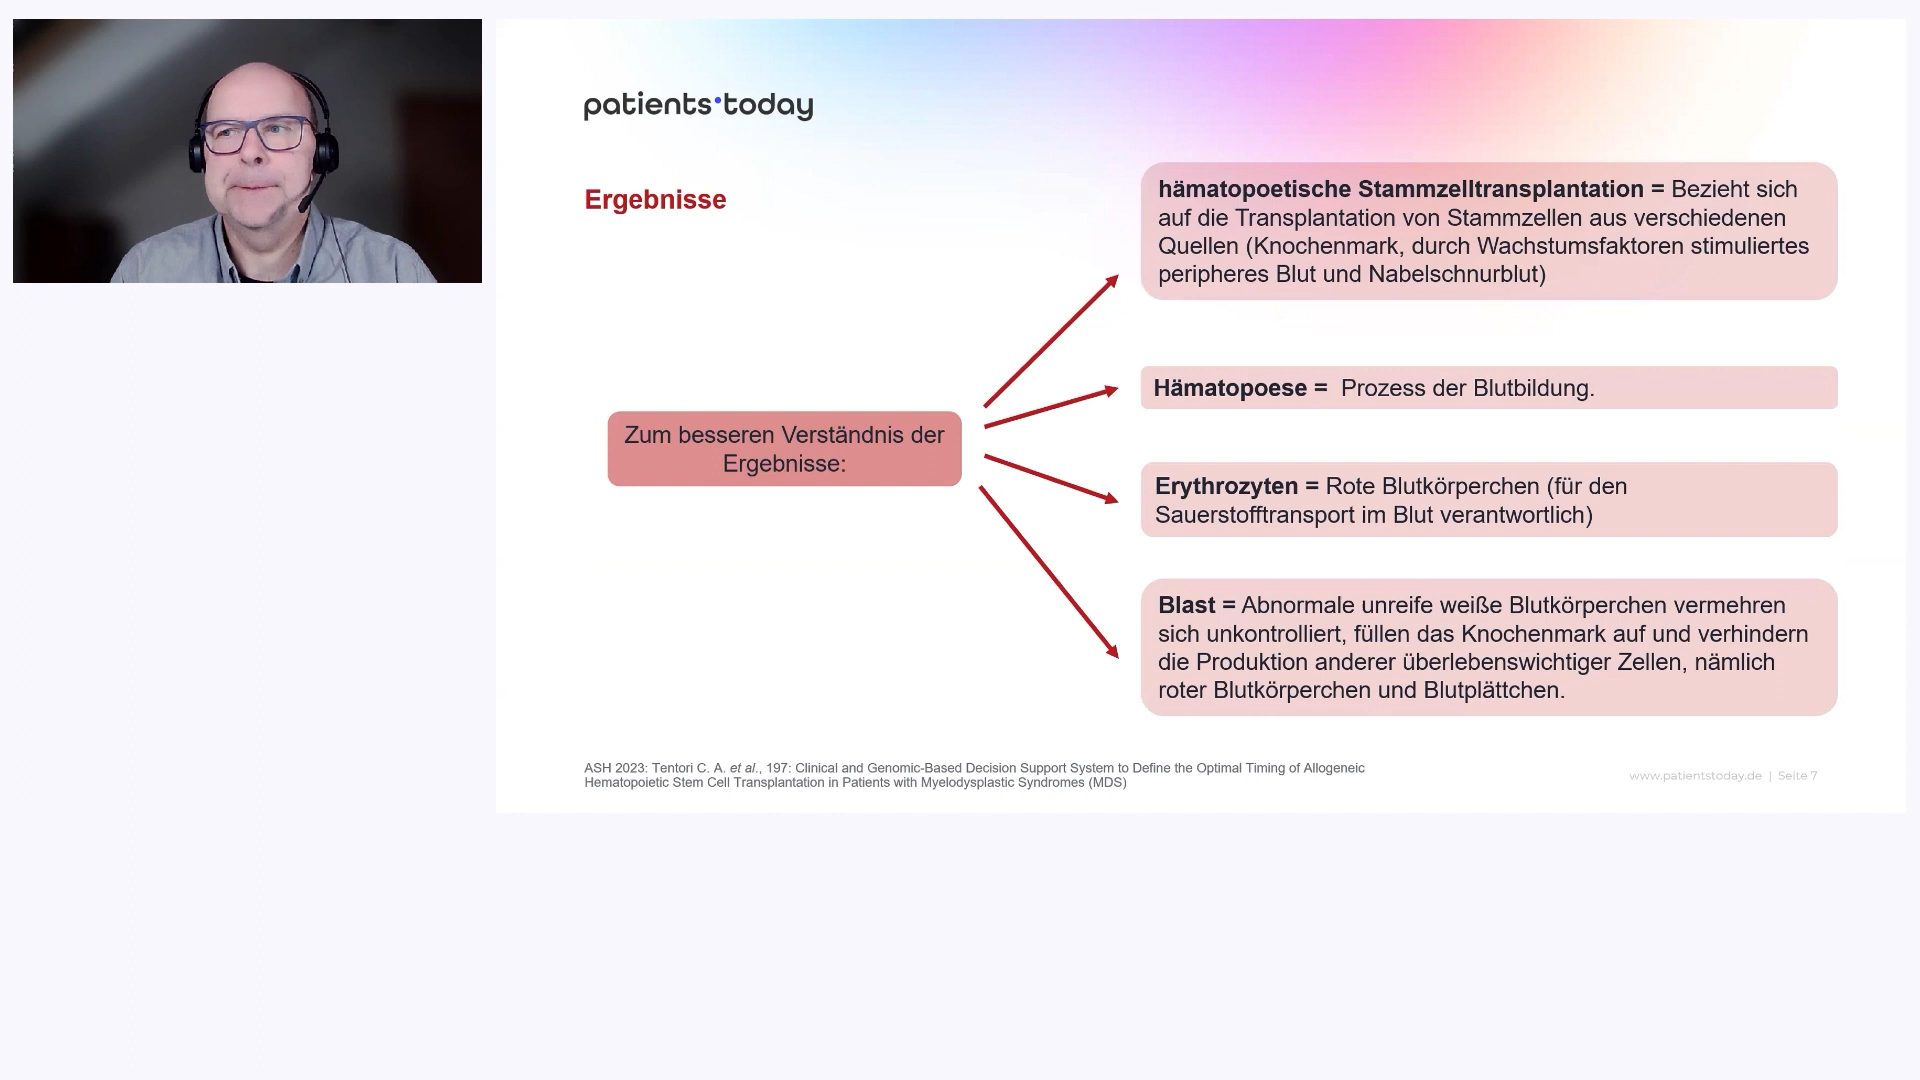 patients•today
Ergebnisse
hämatopoetische Stammzelltransplantation = Bezieht sich
auf die Transplantation von Stammzellen aus verschiedenen
Quellen (Knochenmark, durch Wachstumsfaktoren stimuliertes
peripheres Blut und Nabelschnurblut)
Hämatopoese = Prozess der Blutbildung.
Zum besseren Verständnis der
Ergebnisse:
Erythrozyten = Rote Blutkörperchen (für den
Sauerstofftransport im Blut verantwortlich)
Blast = Abnormale unreife weiße Blutkörperchen vermehren
sich unkontrolliert, füllen das Knochenmark auf und verhindern
die Produktion anderer überlebenswichtiger Zellen, nämlich
roter Blutkörperchen und Blutplättchen.
ASH 2023: Tentori C. A. et al., 197: Clinical and Genomic-Based Decision Support System to Define the Optimal Timing of Allogeneic
Hematopoietic Stem Cell Transplantation in Patients with Myelodysplastic Syndromes (MDS)
www.patientstoday.de | Seite 7